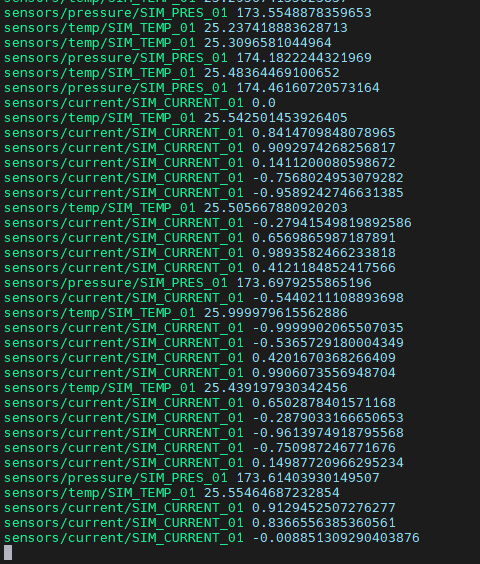 sensors/pressure/SIM_PRES_01 173.5548878359653
sensors/temp/SIM_TEMP_01 25.237418883628713
sensors/temp/SIM_TEMP_01 25.3096581044964
sensors/pressure/SIM_PRES_01 174.1822244321969
sensors/temp/SIM_TEMP_01 25.48364469100652
sensors/pressure/SIM_PRES_01 174.46160720573164
sensors/current/SIM_CURRENT_01 0.0
sensors/temp/SIM_TEMP_01 25.542501453926405
sensors/current/SIM_CURRENT_01 0.8414709848078965
sensors/current/SIM_CURRENT_01 0.9092974268256817
sensors/current/SIM_CURRENT_01 0.1411200080598672
sensors/current/SIM_CURRENT_01 -0.7568024953079282
sensors/current/SIM_CURRENT_01 -0.9589242746631385
sensors/temp/SIM_TEMP_01 25.505667880920203
sensors/current/SIM_CURRENT_01 -0.27941549819892586
sensors/current/SIM_CURRENT_01 0.6569865987187891
sensors/current/SIM_CURRENT_01 0.9893582466233818
sensors/current/SIM_CURRENT_01 0.4121184852417566
sensors/pressure/SIM_PRES_01 173.6979255865196
sensors/current/SIM_CURRENT_01 -0.5440211108893698
sensors/temp/SIM_TEMP_01 25.999979615562886
sensors/current/SIM_CURRENT_01 -0.9999902065507035
sensors/current/SIM_CURRENT_01 -0.5365729180004349
sensors/current/SIM_CURRENT_01 0.4201670368266409
sensors/current/SIM_CURRENT_01 0.9906073556948704
sensors/temp/SIM_TEMP_01 25.439197930342456
sensors/current/SIM_CURRENT_01 0.6502878401571168
sensors/current/SIM_CURRENT_01 -0.2879033166650653
sensors/current/SIM_CURRENT_01 -0.9613974918795568
sensors/current/SIM_CURRENT_01 -0.750987246771676
sensors/current/SIM_CURRENT_01 0.14987720966295234
sensors/pressure/SIM_PRES_01 173.61403930149507
sensors/temp/SIM_TEMP_01 25.55464687232854
sensors/current/SIM_CURRENT_01 0.9129452507276277
sensors/current/SIM_CURRENT_01 0.8366556385360561
sensors/current/SIM_CURRENT_01 -0.008851309290403876